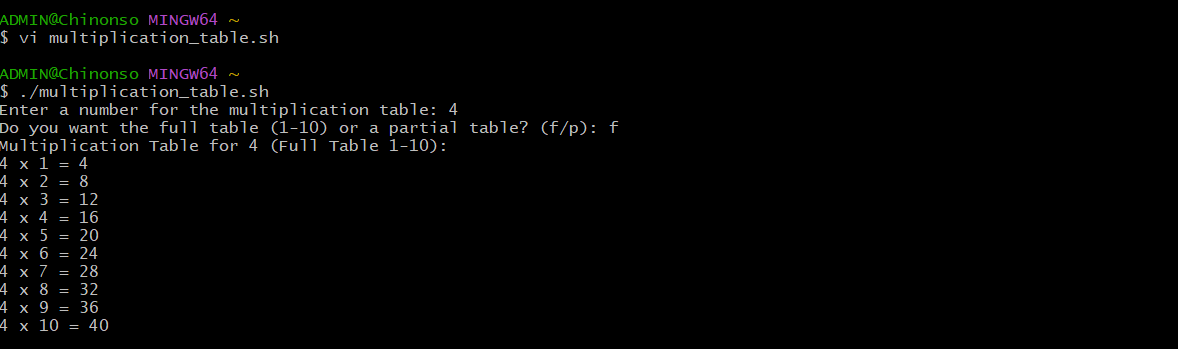 ADMIN@Chinonso MINGW64 ~
$ vi multiplication_table.sh
ADMIN@Chinonso MINGW64 ~
$ ./multiplication_table.sh
Enter a number for the multiplication table: 4
Do you want the full table (1-10) or a partial table? (f/p): f
Multiplication Table for 4 (Full Table 1-10):
4 x 1 = 4
4 x 2 = 8
4 x 3 = 12
4 x 4 = 16
4 x 5 = 20
4 x 6 = 24
4 x 7 = 28
4 x 8 = 32
4 x 9 = 36
4 x 10 = 40